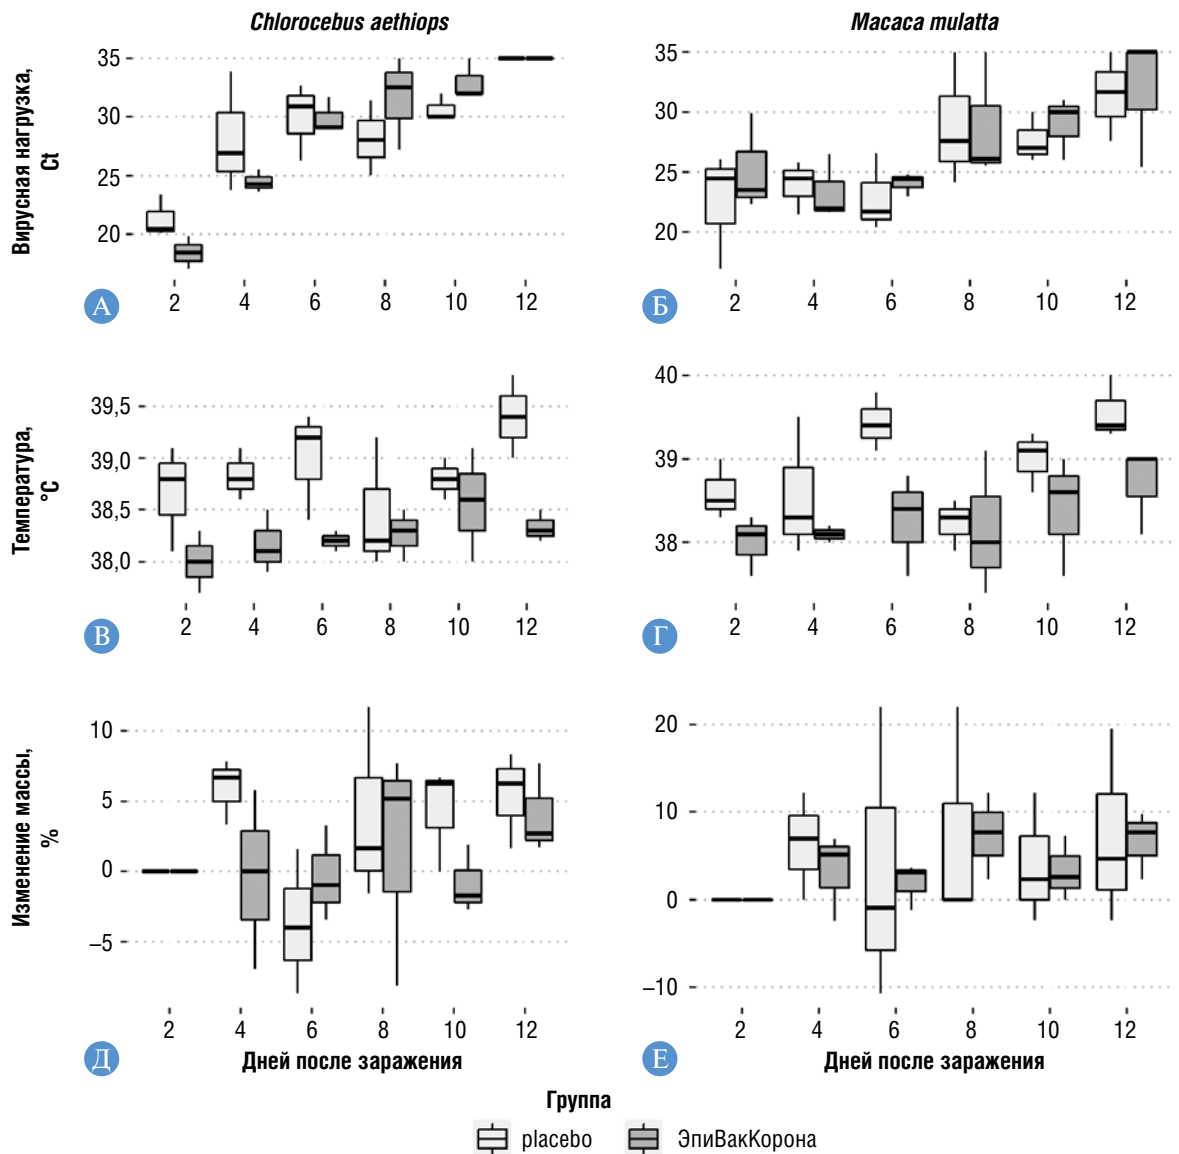 Chlorocebus aethiops
Macaca mulatta
Вирусная нагрузка,
Ct
35
30
25
20
2 4 6 8 10 12
А
35
30
25
20
2 4 6 8 10 12
Б
Температура,
°C
39,5
39,0
38,5
38,0
2 4 6 8 10 12
В
40
39
38
2 4 6 8 10 12
Г
Изменение массы,
%
10
5
0
–5
2 4 6 8 10 12
Д
Дней после заражения
20
10
0
–10
2 4 6 8 10 12
Е
Дней после заражения
Группа
placebo ЭпиВакКорона